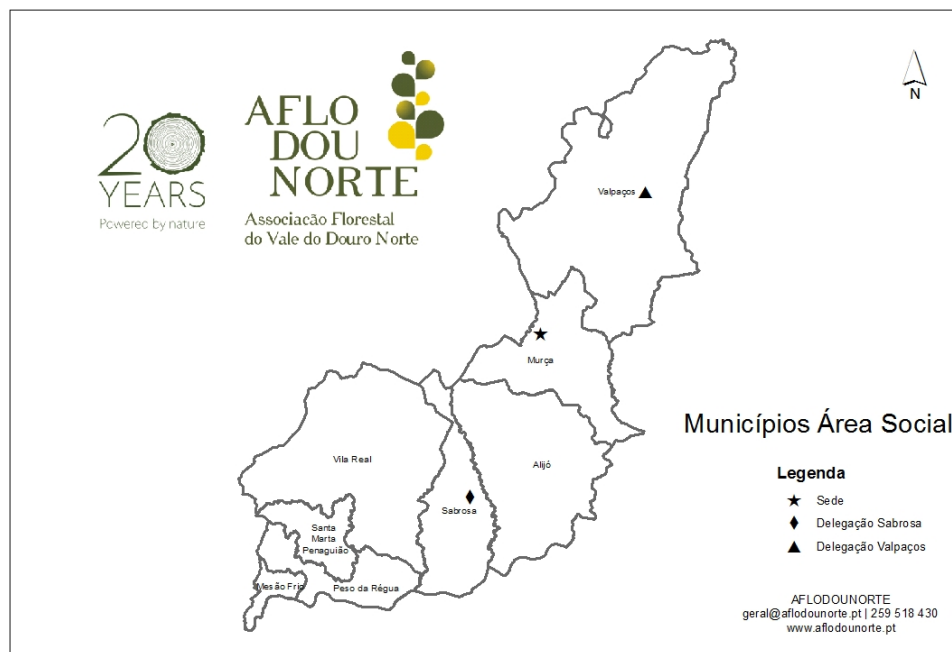 20
YEARS
Powered by nature
AFLO
DOU
NORTE
Associação Florestal
do Vale do Douro Norte
N
Valpaços
Murça
Vila Real
Alijó
Sabrosa
Santa
Marta
Penaguião
Mesão Frio
Peso da Régua
Municípios Área Social
Legenda
Sede
Delegação Sabrosa
Delegação Valpaços
AFLODOUNORTE
geral@aflodounorte.pt | 259 518 430
www.aflodounorte.pt